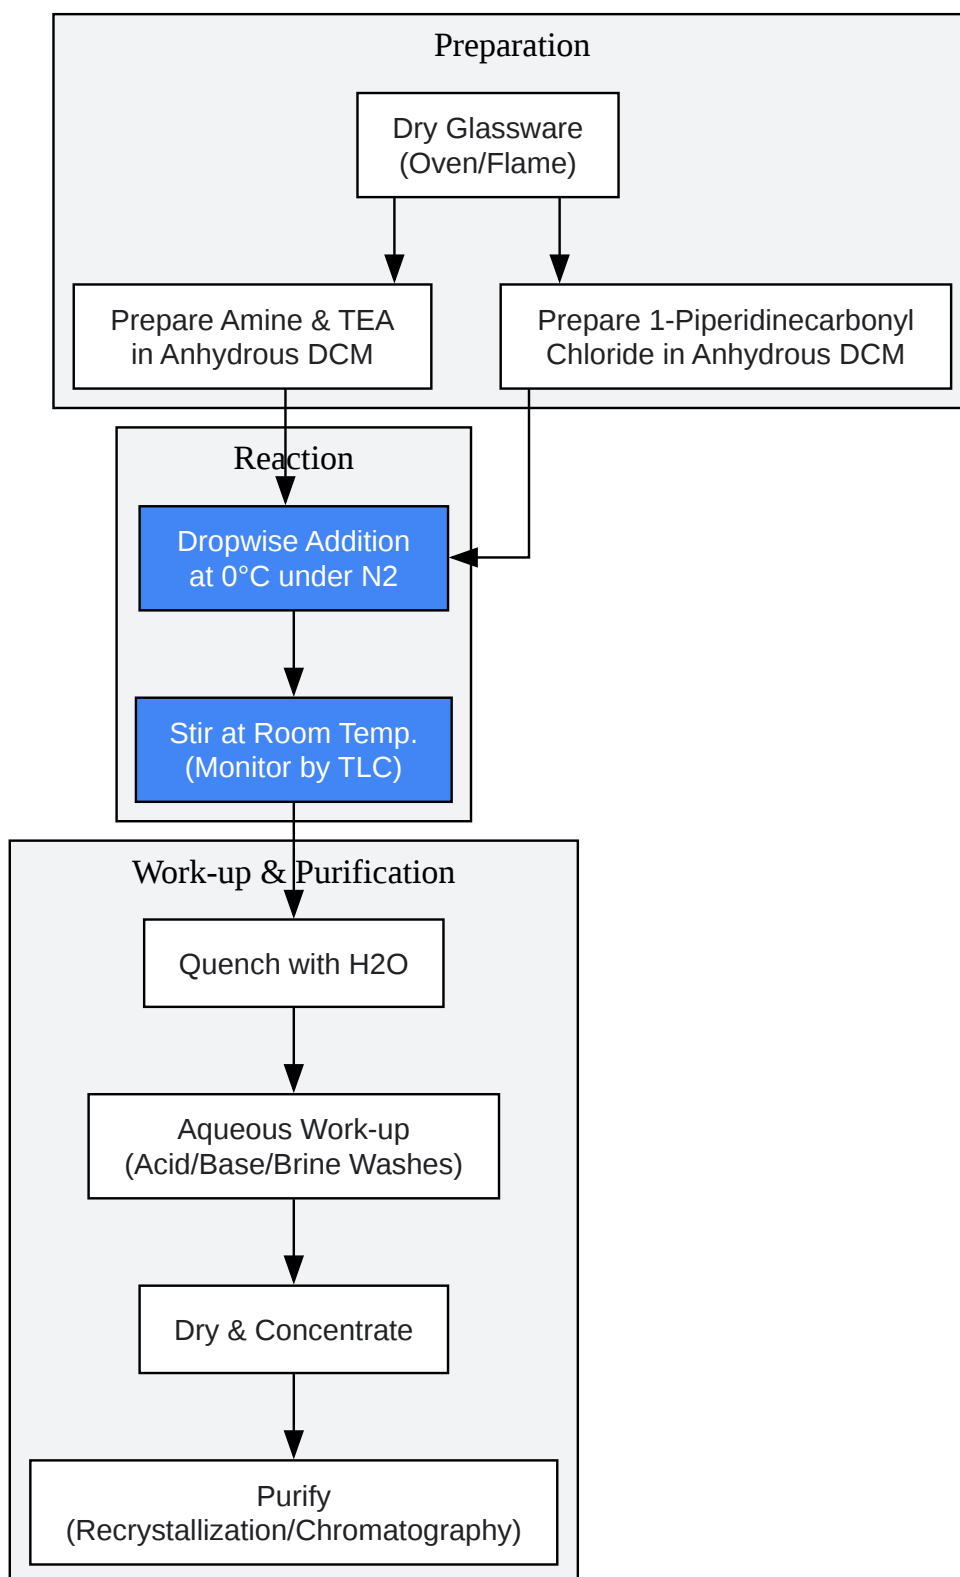 Preparation
Dry Glassware
(Oven/Flame)
Prepare Amine & TEA
in Anhydrous DCM
Prepare 1-Piperidinecarbonyl
Chloride in Anhydrous DCM
Reaction
Dropwise Addition
at 0°C under N2
Stir at Room Temp.
(Monitor by TLC)
Work-up & Purification
Quench with H2O
Aqueous Work-up
(Acid/Base/Brine Washes)
Dry & Concentrate
Purify
(Recrystallization/Chromatography)